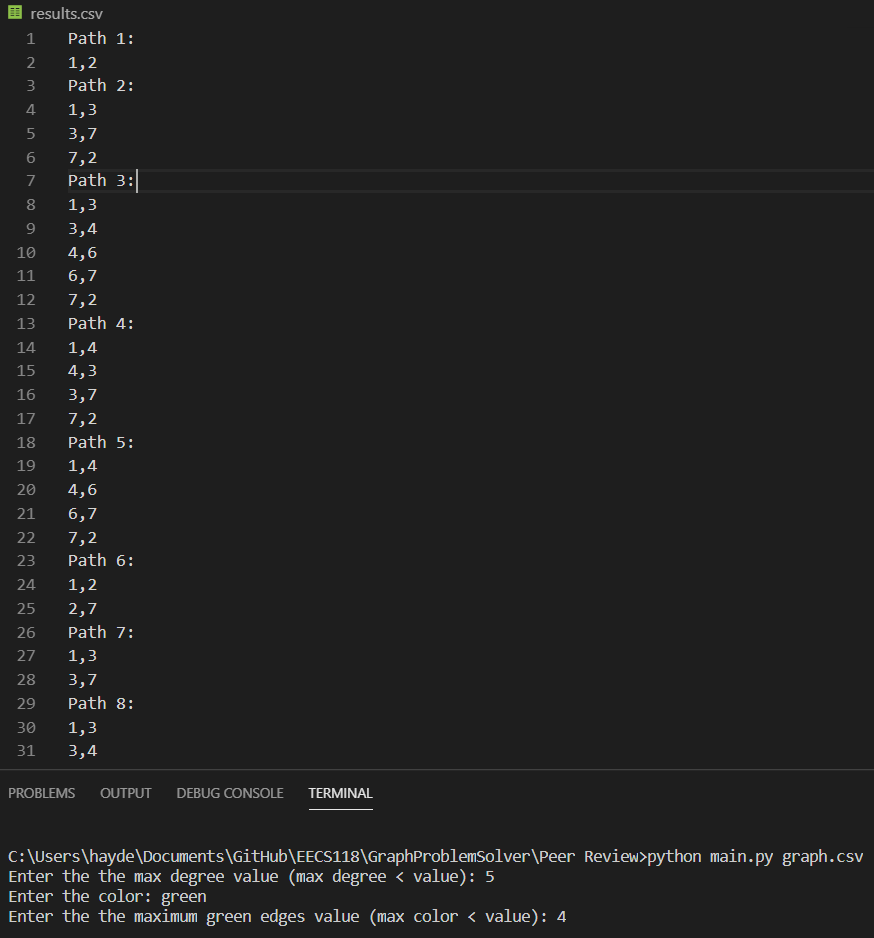 results.csv
1 Path 1:
2 1,2
3 Path 2:
4 1,3
5 3,7
6 7,2
7 Path 3:
8 1,3
9 3,4
10 4,6
11 6,7
12 7,2
13 Path 4:
14 1,4
15 4,3
16 3,7
17 7,2
18 Path 5:
19 1,4
20 4,6
21 6,7
22 7,2
23 Path 6:
24 1,2
25 2,7
26 Path 7:
27 1,3
28 3,7
29 Path 8:
30 1,3
31 3,4
PROBLEMS OUTPUT DEBUG CONSOLE TERMINAL
C:\Users\hayde\Documents\GitHub\EECS118\GraphProblemSolver\Peer Review>python main.py graph.csv
Enter the the max degree value (max degree < value): 5
Enter the color: green
Enter the the maximum green edges value (max color < value): 4